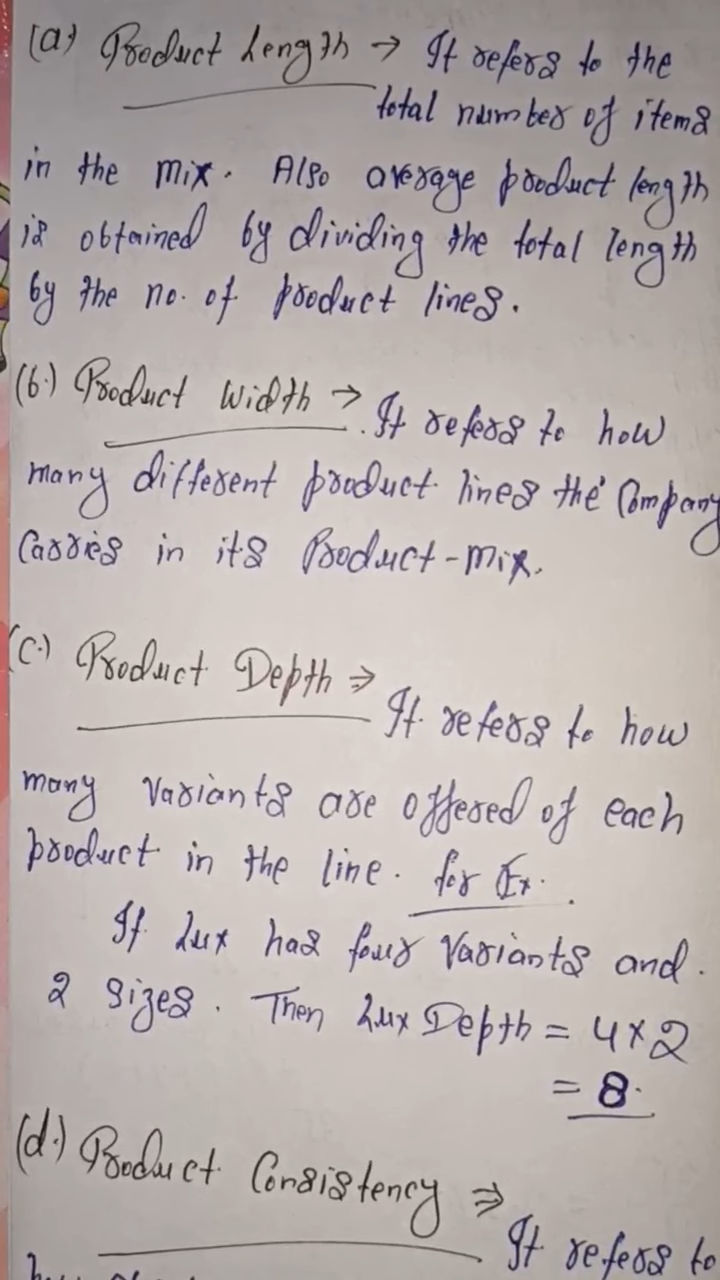 (a) Product Length → It refers to the
total number of items
in the mix. Also average product length
is obtained by dividing the total length
by the no. of product lines.
(b.) Product Width → It refers to how
many different product lines the Company
Carries in its Product-mix.
(c.) Product Depth ⇒ It refers to how
many Variants are offered of each
product in the line. for Ex.
If Lux has four Variants and
2 sizes. Then Lux Depth = 4×2
= 8.
(d.) Product Consistency ⇒
It refers to